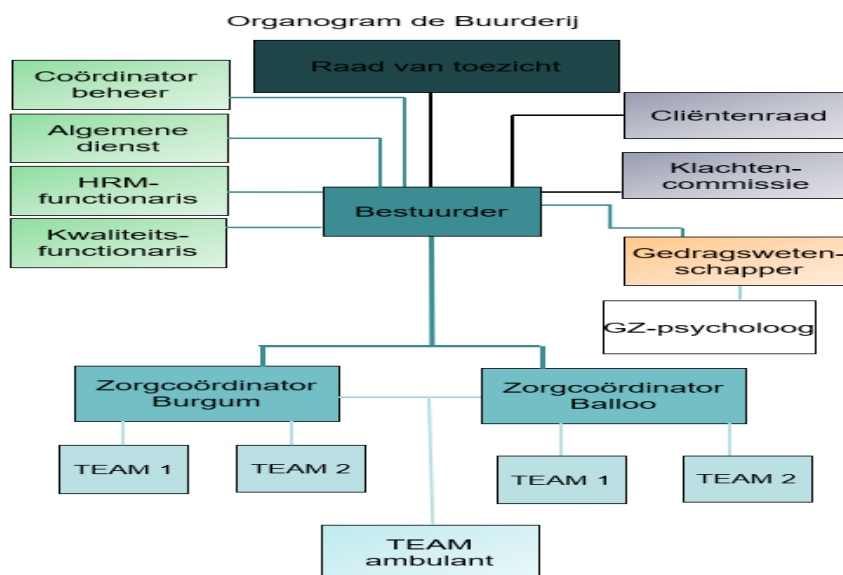 Organogram de Buurderij
Raad van toezicht
Coördinator
beheer
Algemene
dienst
HRM-
functionaris
Kwaliteits-
functionaris
Cliëntenraad
Klachten-
commissie
Bestuurder
Gedragsweten-
schapper
GZ-psycholoog
Zorgcoördinator
Burgum
Zorgcoördinator
Balloo
TEAM 1
TEAM 2
TEAM 1
TEAM 2
TEAM
ambulant